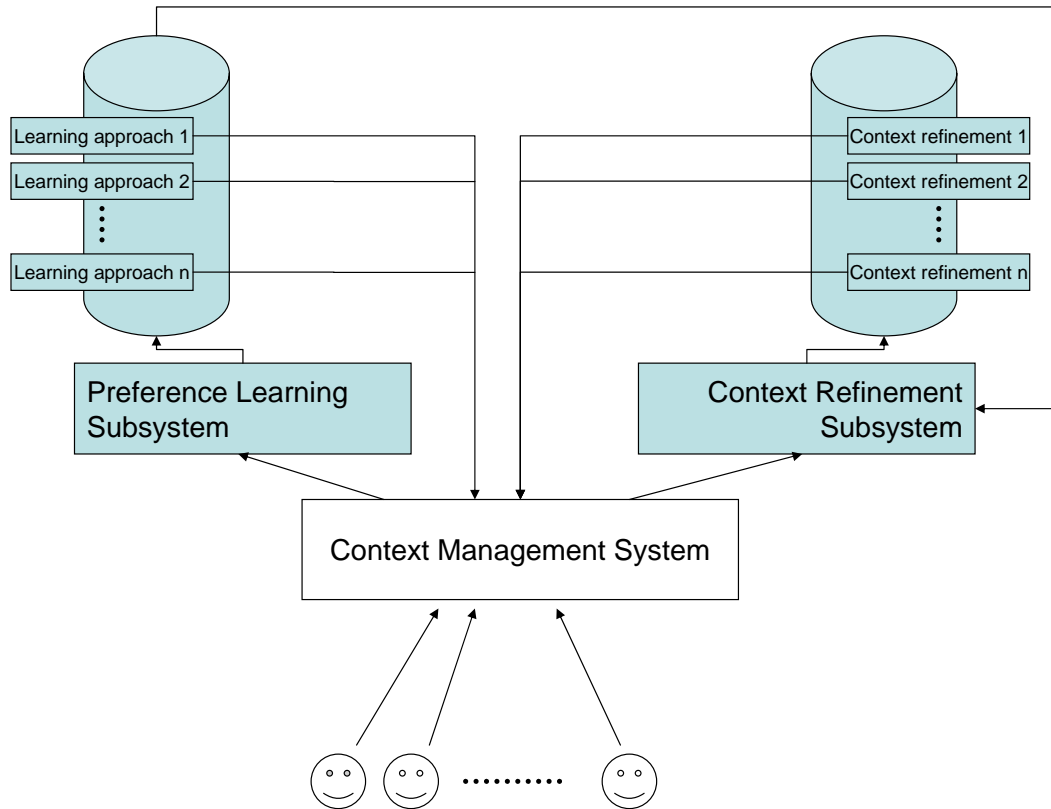 Learning approach 1
Learning approach 2
Learning approach n
Context refinement 1
Context refinement 2
Context refinement n
Preference Learning
Subsystem
Context Refinement
Subsystem
Context Management System